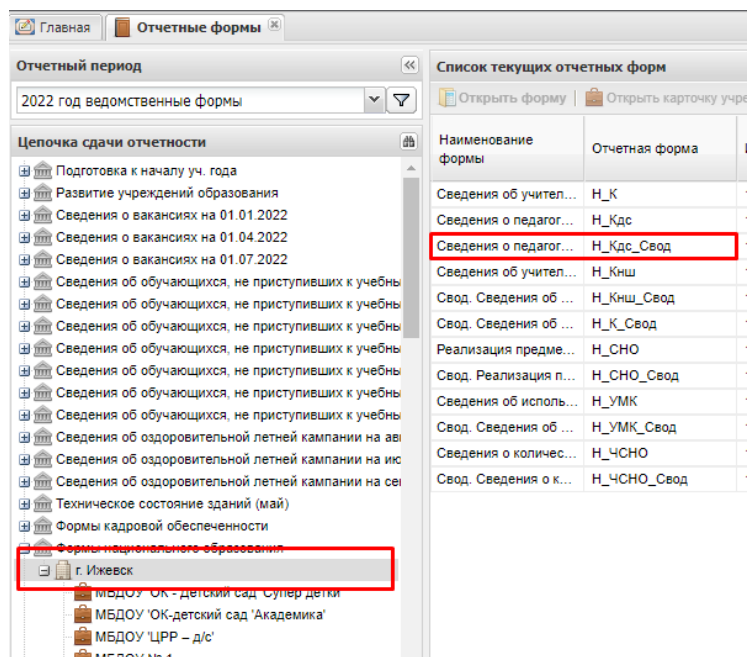 Главная
Отчетные формы
Отчетный период
2022 год ведомственные формы
Цепочка сдачи отчетности
Подготовка к началу уч. года
Развитие учреждений образования
Сведения о вакансиях на 01.01.2022
Сведения о вакансиях на 01.04.2022
Сведения о вакансиях на 01.07.2022
Сведения об обучающихся, не приступивших к учебны
Сведения об обучающихся, не приступивших к учебны
Сведения об обучающихся, не приступивших к учебны
Сведения об обучающихся, не приступивших к учебны
Сведения об обучающихся, не приступивших к учебны
Сведения об обучающихся, не приступивших к учебны
Сведения об обучающихся, не приступивших к учебны
Сведения об оздоровительной летней кампании на ав
Сведения об оздоровительной летней кампании на ию
Сведения об оздоровительной летней кампании на се
Техническое состояние зданий (май)
Формы кадровой обеспеченности
Формы национального образования
г. Ижевск
МБДОУ 'ОК - Детский сад 'Супер детки'
МБДОУ 'ОК-детский сад 'Академика'
МБДОУ 'ЦРР – д/с'
МБДОУ № 1
Список текущих отчетных форм
Открыть форму
Открыть карточку учре
Наименование формы
Отчетная форма
Сведения об учител... Н_К
Сведения о педагог... Н_Кдс
Сведения о педагог... Н_Кдс_Свод
Сведения об учител... Н_Кнш
Свод. Сведения об ... Н_Кнш_Свод
Свод. Сведения об ... Н_К_Свод
Реализация предме... Н_СНО
Свод. Реализация п... Н_СНО_Свод
Сведения об исполь... Н_УМК
Свод. Сведения об ... Н_УМК_Свод
Сведения о количес... Н_ЧСНО
Свод. Сведения о к... Н_ЧСНО_Свод